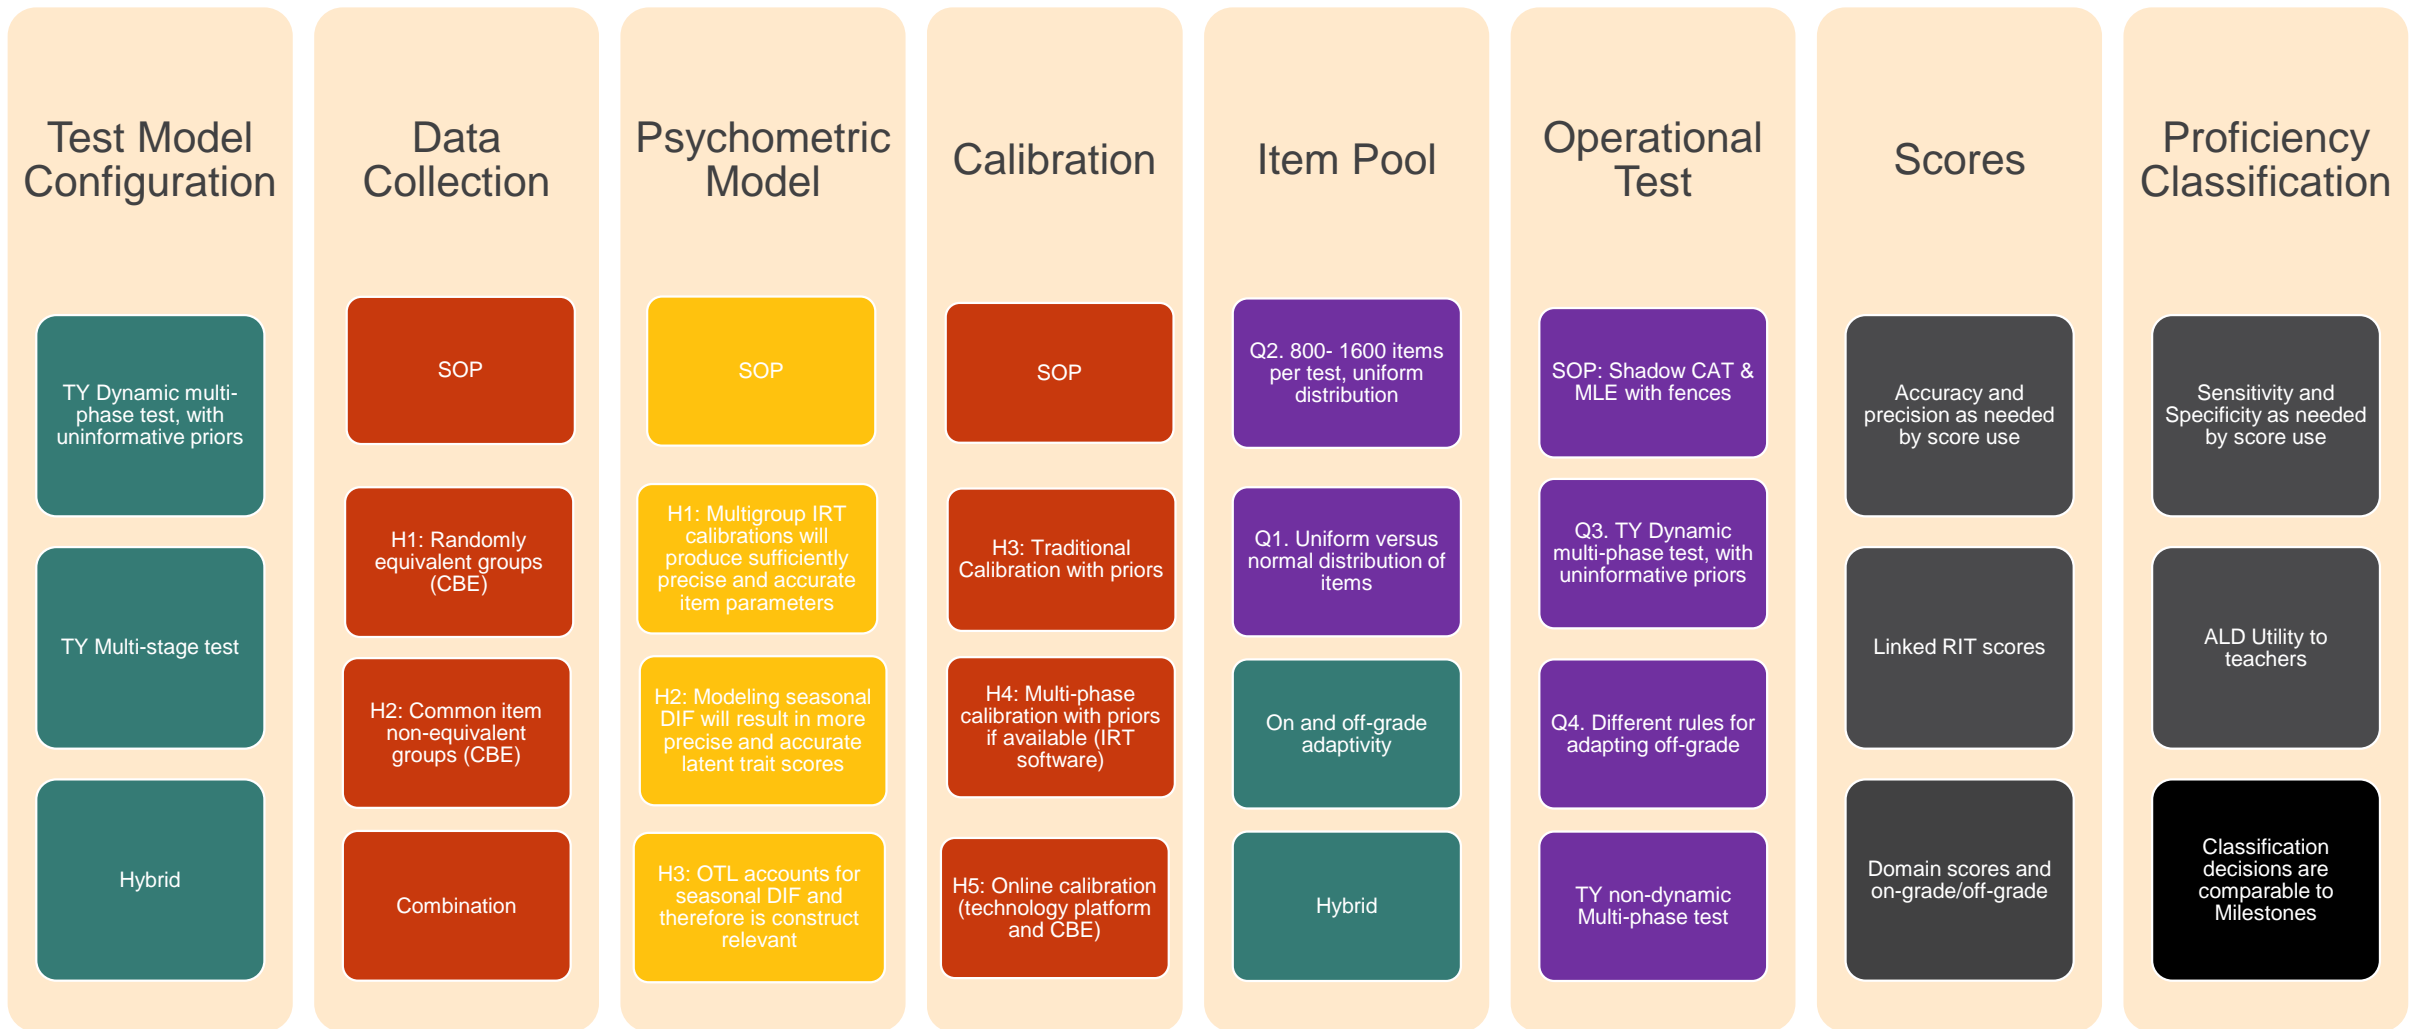 Test Model
Configuration
TY Dynamic multi-
phase test, with
uninformative priors
TY Multi-stage test
Hybrid
Data
Collection
SOP
H1: Randomly
equivalent groups
(CBE)
H2: Common item
non-equivalent
groups (CBE)
Combination
Psychometric
Model
SOP
H1: Multigroup IRT
calibrations will
produce sufficiently
precise and accurate
item parameters
H2: Modeling seasonal
DIF will result in more
precise and accurate
latent trait scores
H3: OTL accounts for
seasonal DIF and
therefore is construct
relevant
Calibration
SOP
H3: Traditional
Calibration with priors
H4: Multi-phase
calibration with priors
if available (IRT
software)
H5: Online calibration
(technology platform
and CBE)
Item Pool
Q2. 800- 1600 items
per test, uniform
distribution
Q1. Uniform versus
normal distribution of
items
On and off-grade
adaptivity
Hybrid
Operational
Test
SOP: Shadow CAT &
MLE with fences
Q3. TY Dynamic
multi-phase test, with
uninformative priors
Q4. Different rules for
adapting off-grade
TY non-dynamic
Multi-phase test
Scores
Accuracy and
precision as needed
by score use
Linked RIT scores
Domain scores and
on-grade/off-grade
Proficiency
Classification
Sensitivity and
Specificity as needed
by score use
ALD Utility to
teachers
Classification
decisions are
comparable to
Milestones